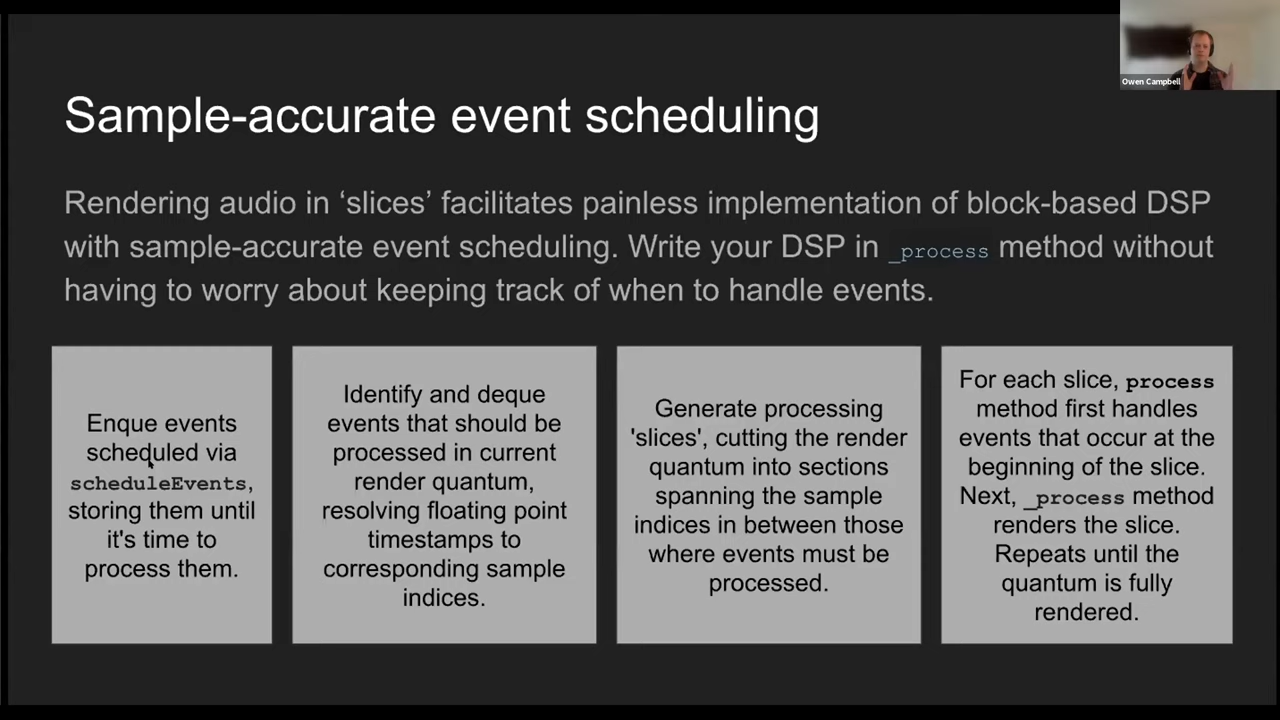 Owen Campbell
Sample-accurate event scheduling
Rendering audio in ‘slices’ facilitates painless implementation of block-based DSP
with sample-accurate event scheduling. Write your DSP in _process method without
having to worry about keeping track of when to handle events.
Enque events
scheduled via
scheduleEvents,
storing them until
it's time to
process them.
Identify and deque
events that should be
processed in current
render quantum,
resolving floating point
timestamps to
corresponding sample
indices.
Generate processing
'slices', cutting the render
quantum into sections
spanning the sample
indices in between those
where events must be
processed.
For each slice, process
method first handles
events that occur at the
beginning of the slice.
Next, _process method
renders the slice.
Repeats until the
quantum is fully
rendered.